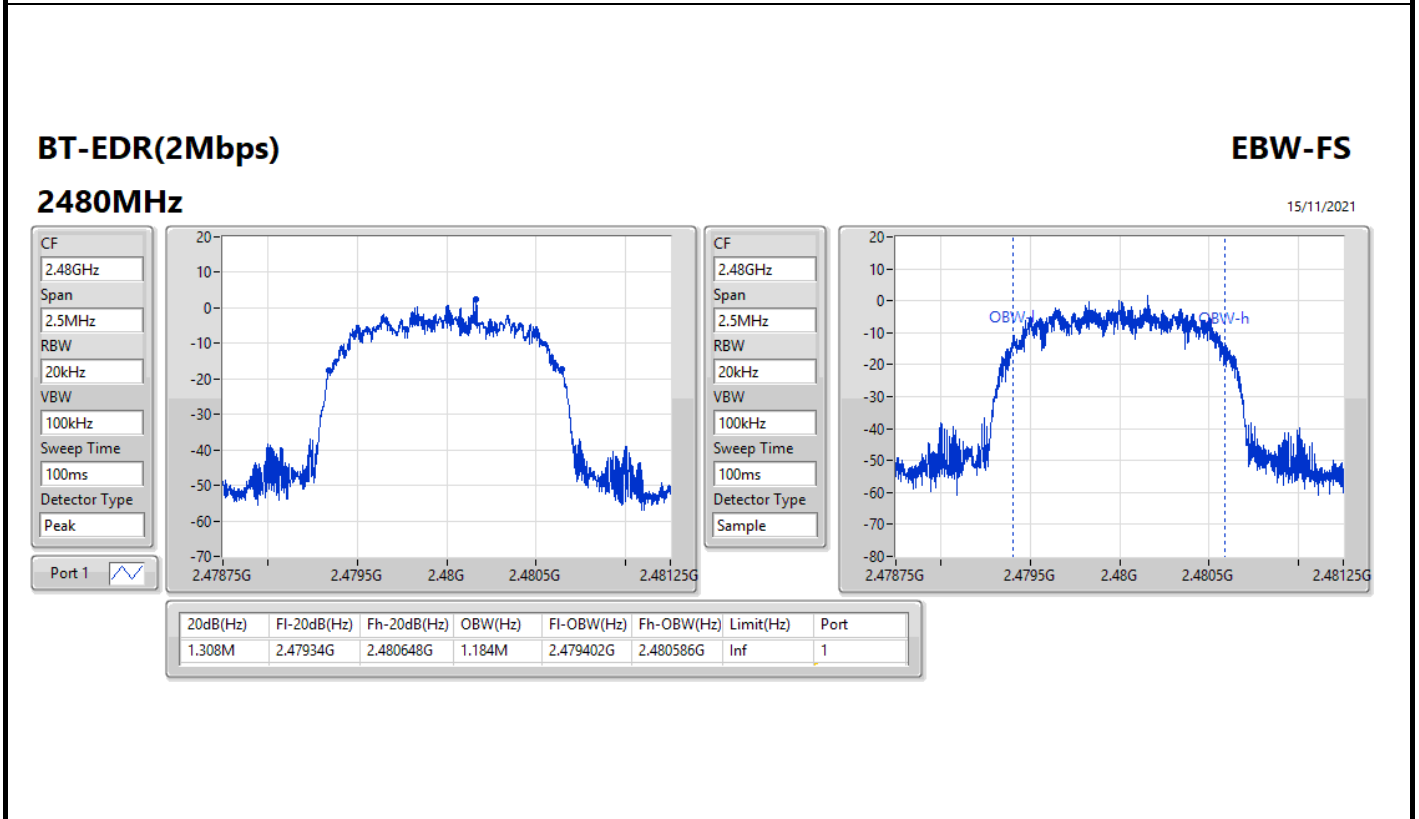 BT-EDR(2Mbps)
EBW-FS
2480MHz
15/11/2021
CF
2.48GHz
Span
2.5MHz
RBW
20kHz
VBW
100kHz
Sweep Time
100ms
Detector Type
Peak
Port 1
20
10
0
-10
-20
-30
-40
-50
-60
-70
2.47875G 2.4795G 2.48G 2.4805G 2.48125G
CF
2.48GHz
Span
2.5MHz
RBW
20kHz
VBW
100kHz
Sweep Time
100ms
Detector Type
Sample
20
10
0
-10
-20
-30
-40
-50
-60
-70
-80
OBW-l OBW-h
2.47875G 2.4795G 2.48G 2.4805G 2.48125G
20dB(Hz) Fl-20dB(Hz) Fh-20dB(Hz) OBW(Hz) Fl-OBW(Hz) Fh-OBW(Hz) Limit(Hz) Port
1.308M 2.47934G 2.480648G 1.184M 2.479402G 2.480586G Inf 1